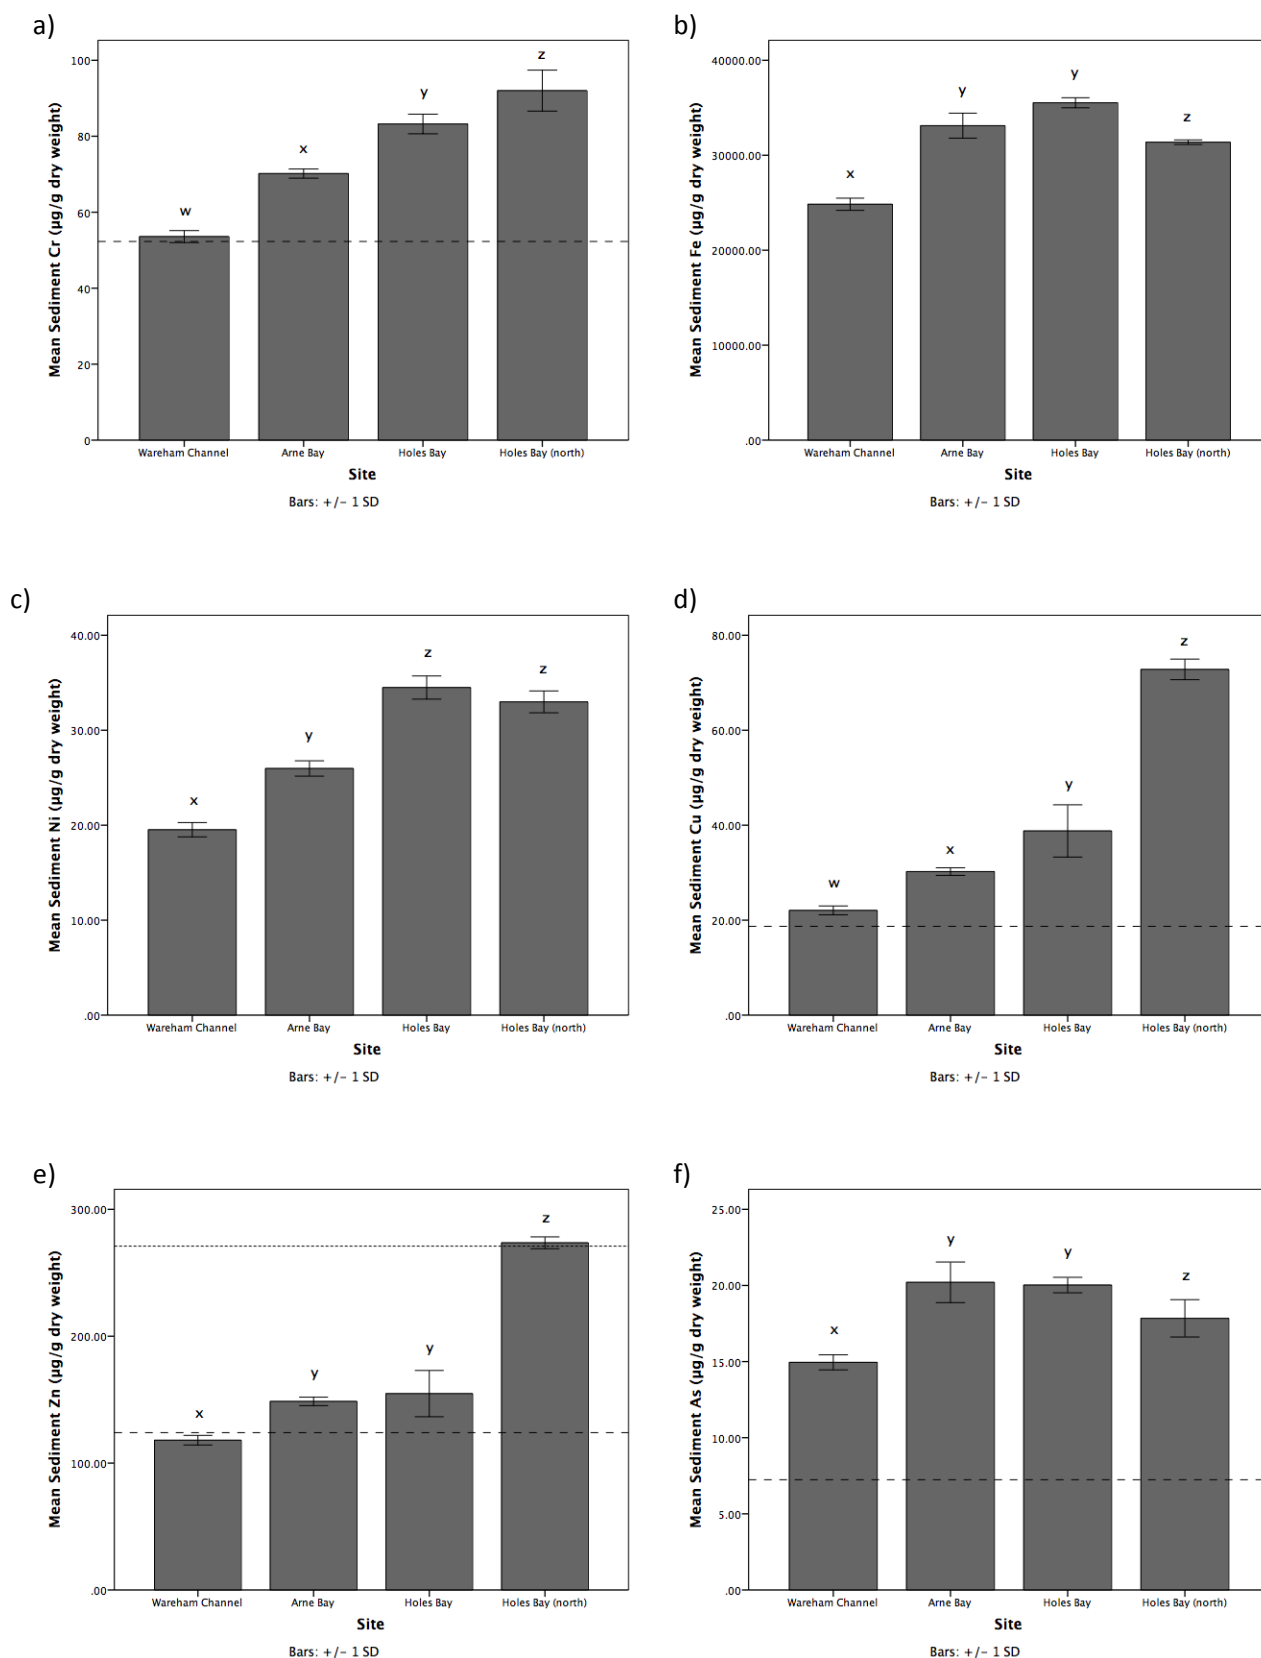 a)
Mean Sediment Cr (µg/g dry weight)
100
80
60
40
20
0
w
x
y
z
Wareham Channel
Arne Bay
Holes Bay
Holes Bay (north)
Site
Bars: +/- 1 SD
b)
Mean Sediment Fe (µg/g dry weight)
40000.00
30000.00
20000.00
10000.00
.00
x
y
y
z
Wareham Channel
Arne Bay
Holes Bay
Holes Bay (north)
Site
Bars: +/- 1 SD
c)
Mean Sediment Ni (µg/g dry weight)
40.00
30.00
20.00
10.00
.00
x
y
z
z
Wareham Channel
Arne Bay
Holes Bay
Holes Bay (north)
Site
Bars: +/- 1 SD
d)
Mean Sediment Cu (µg/g dry weight)
80.00
60.00
40.00
20.00
.00
w
x
y
z
Wareham Channel
Arne Bay
Holes Bay
Holes Bay (north)
Site
Bars: +/- 1 SD
e)
Mean Sediment Zn (µg/g dry weight)
300.00
200.00
100.00
.00
x
y
y
z
Wareham Channel
Arne Bay
Holes Bay
Holes Bay (north)
Site
Bars: +/- 1 SD
f)
Mean Sediment As (µg/g dry weight)
25.00
20.00
15.00
10.00
5.00
.00
x
y
y
z
Wareham Channel
Arne Bay
Holes Bay
Holes Bay (north)
Site
Bars: +/- 1 SD